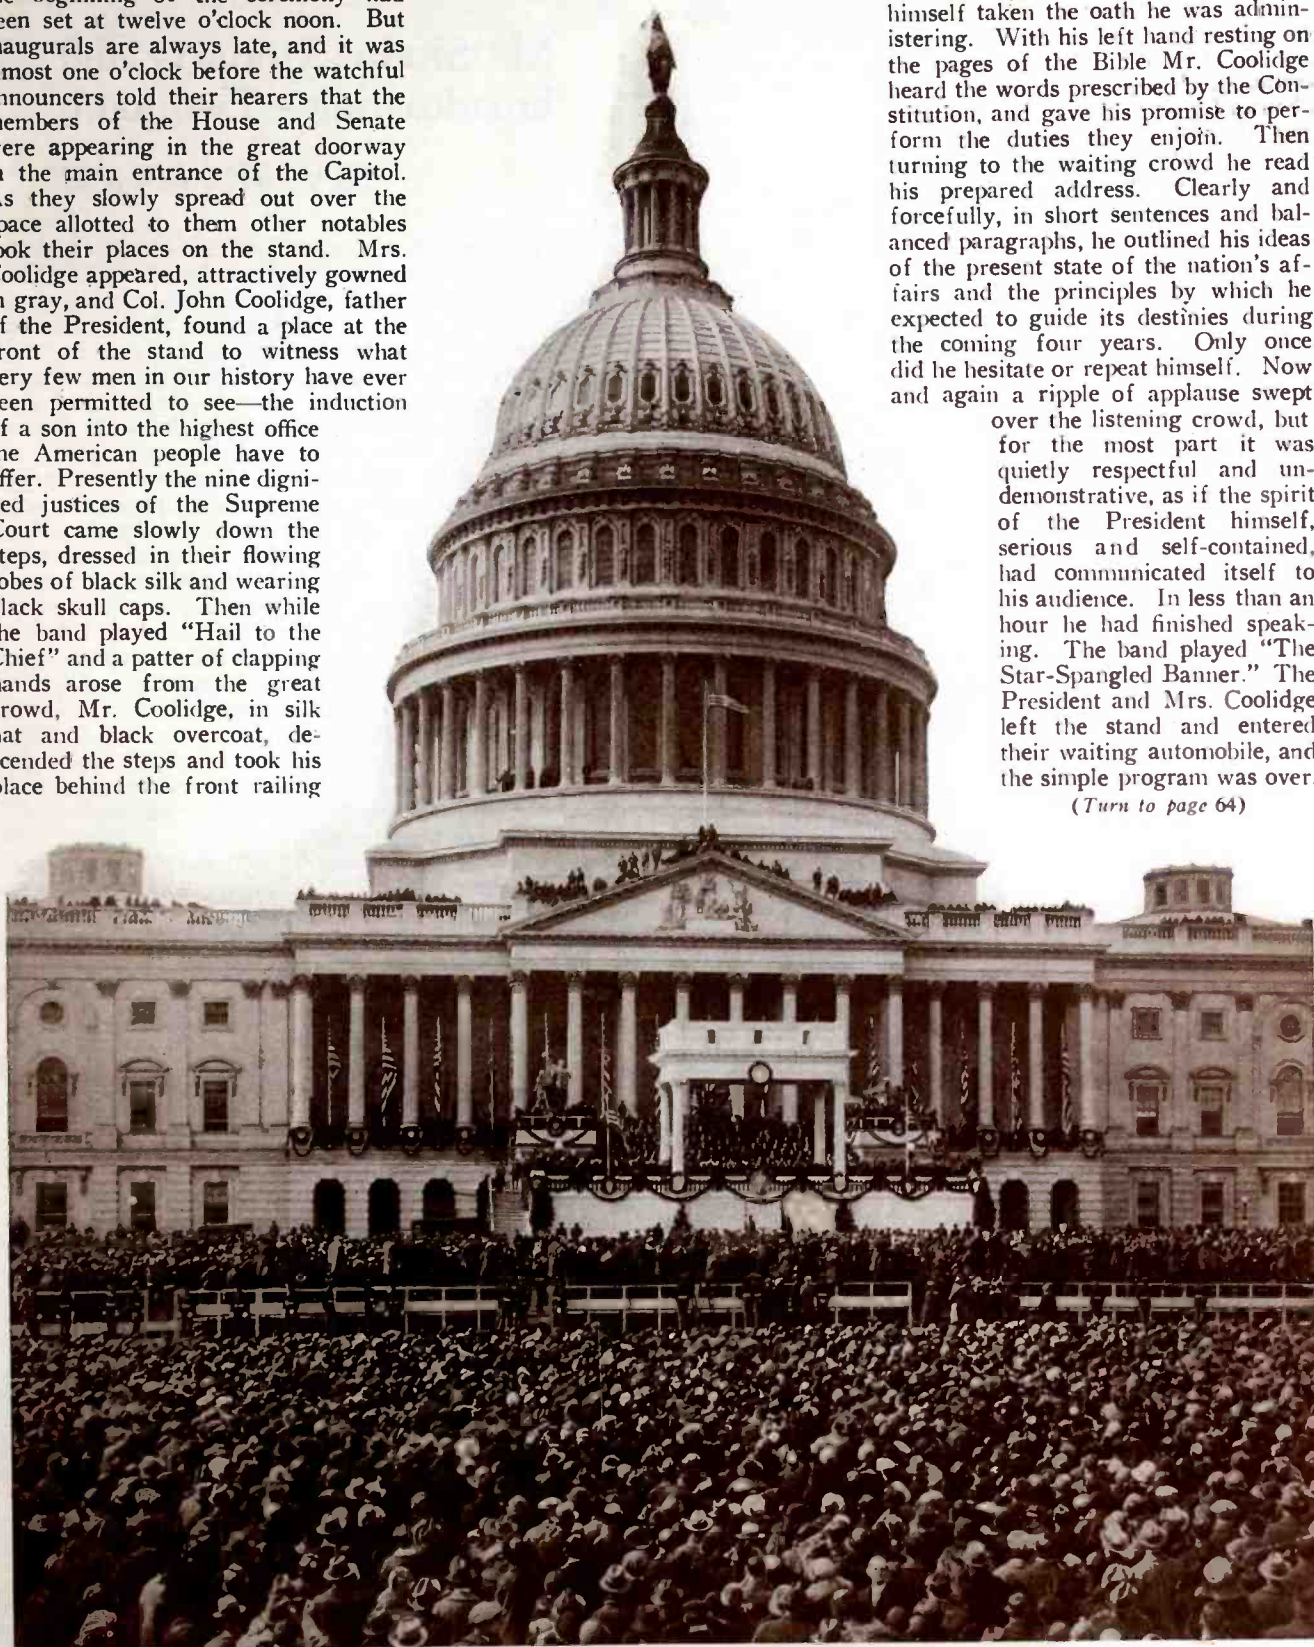 een set at twelve o'clock noon. But
naugurals are always late, and it was
most one o'clock before the watchful
nnouncers told their hearers that the
nembers of the House and Senate
ere appearing in the great doorway
the main entrance of the Capitol.
s they slowly spread out over the
pace allotted to them other notables
ook their places on the stand. Mrs.
oolidge appeared, attractively gowned
gray, and Col. John Coolidge, father
f the President, found a place at the
ront of the stand to witness what
ery few men in our history have ever
een permitted to see—the induction
f a son into the highest office
he American people have to
ffer. Presently the nine digni-
ed justices of the Supreme
Court came slowly down the
teps, dressed in their flowing
obes of black silk and wearing
lack skull caps. Then while
he band played "Hail to the
Chief" and a patter of clapping
ands arose from the great
rowd, Mr. Coolidge, in silk
at and black overcoat, de-
cended the steps and took his
place behind the front railing
himself taken the oath he was admin-
istering. With his left hand resting on
the pages of the Bible Mr. Coolidge
heard the words prescribed by the Con-
stitution, and gave his promise to per-
form the duties they enjoin. Then
turning to the waiting crowd he read
his prepared address. Clearly and
forcefully, in short sentences and bal-
anced paragraphs, he outlined his ideas
of the present state of the nation's af-
fairs and the principles by which he
expected to guide its destinies during
the coming four years. Only once
did he hesitate or repeat himself. Now
and again a ripple of applause swept
over the listening crowd, but
for the most part it was
quietly respectful and un-
demonstrative, as if the spirit
of the President himself,
serious and self-contained,
had communicated itself to
his audience. In less than an
hour he had finished speak-
ing. The band played "The
Star-Spangled Banner." The
President and Mrs. Coolidge
left the stand and entered
their waiting automobile, and
the simple program was over.
(Turn to page 64)